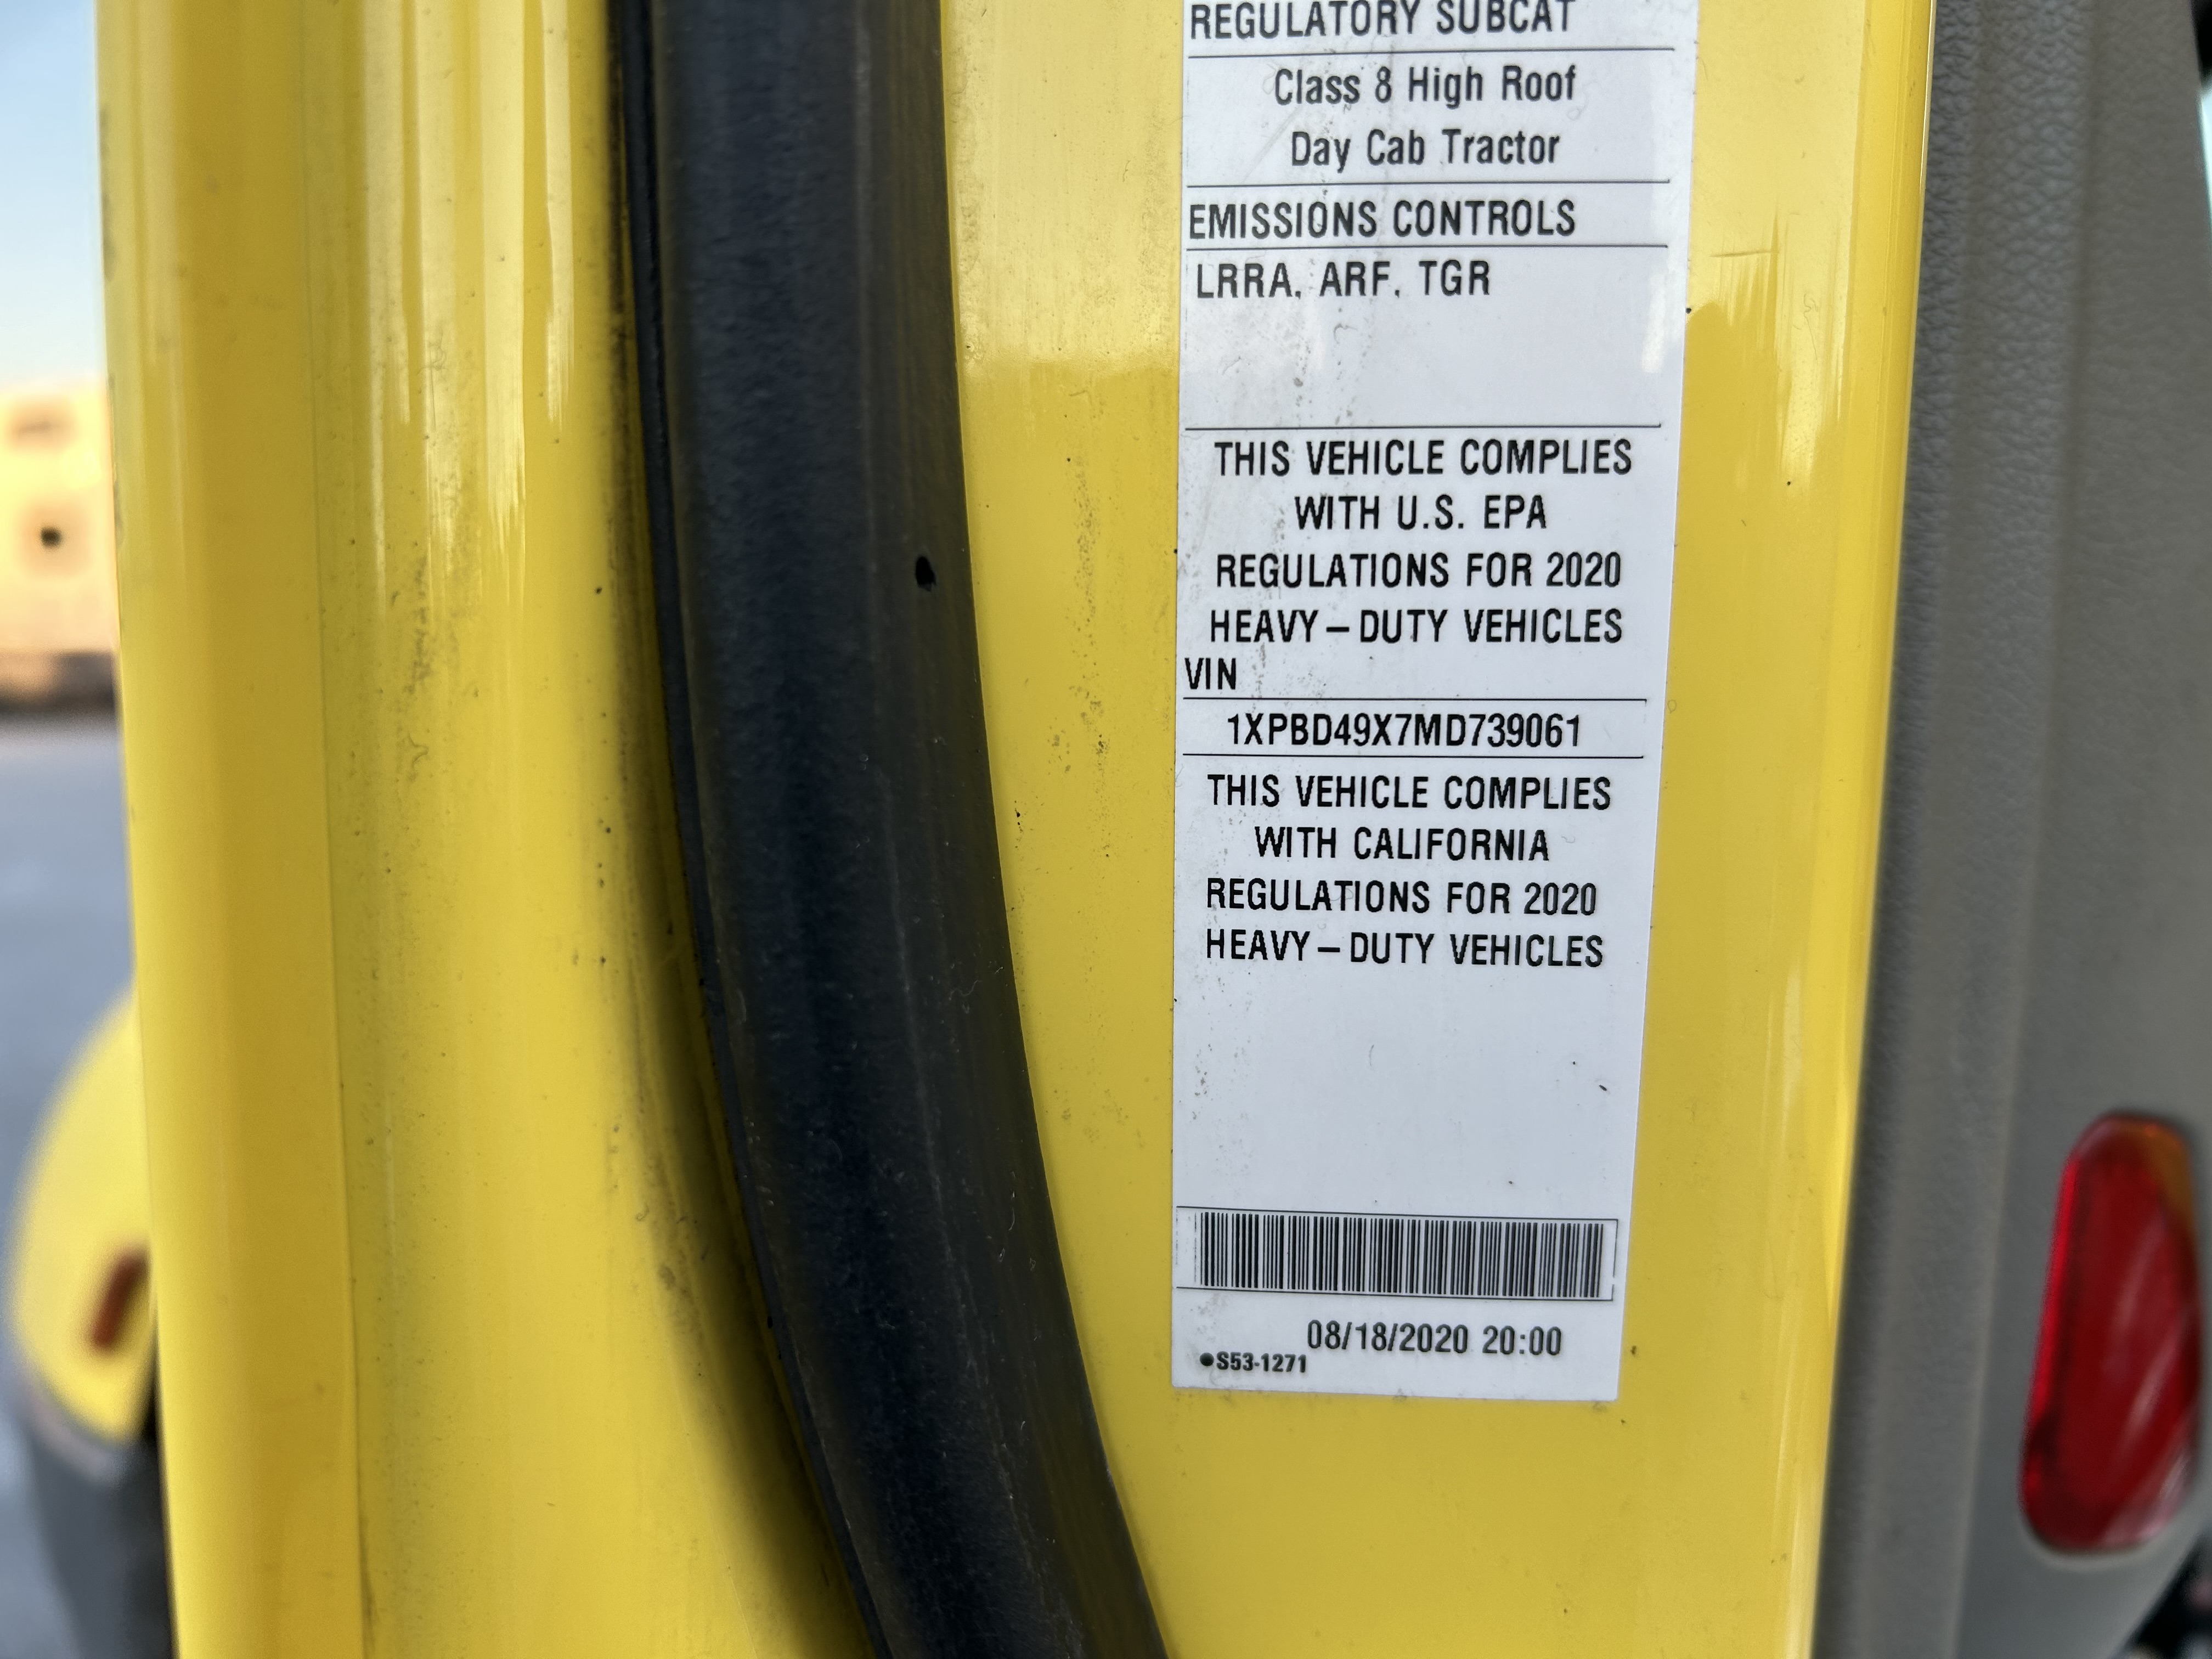 REGULATORY SUBCAT
Class 8 High Roof
Day Cab Tractor
EMISSIONS CONTROLS
LRRA, ARF, TGR
THIS VEHICLE COMPLIES
WITH U.S. EPA
REGULATIONS FOR 2020
HEAVY–DUTY VEHICLES
VIN
1XPBD49X7MD739061
THIS VEHICLE COMPLIES
WITH CALIFORNIA
REGULATIONS FOR 2020
HEAVY–DUTY VEHICLES
08/18/2020 20:00
●S53-1271